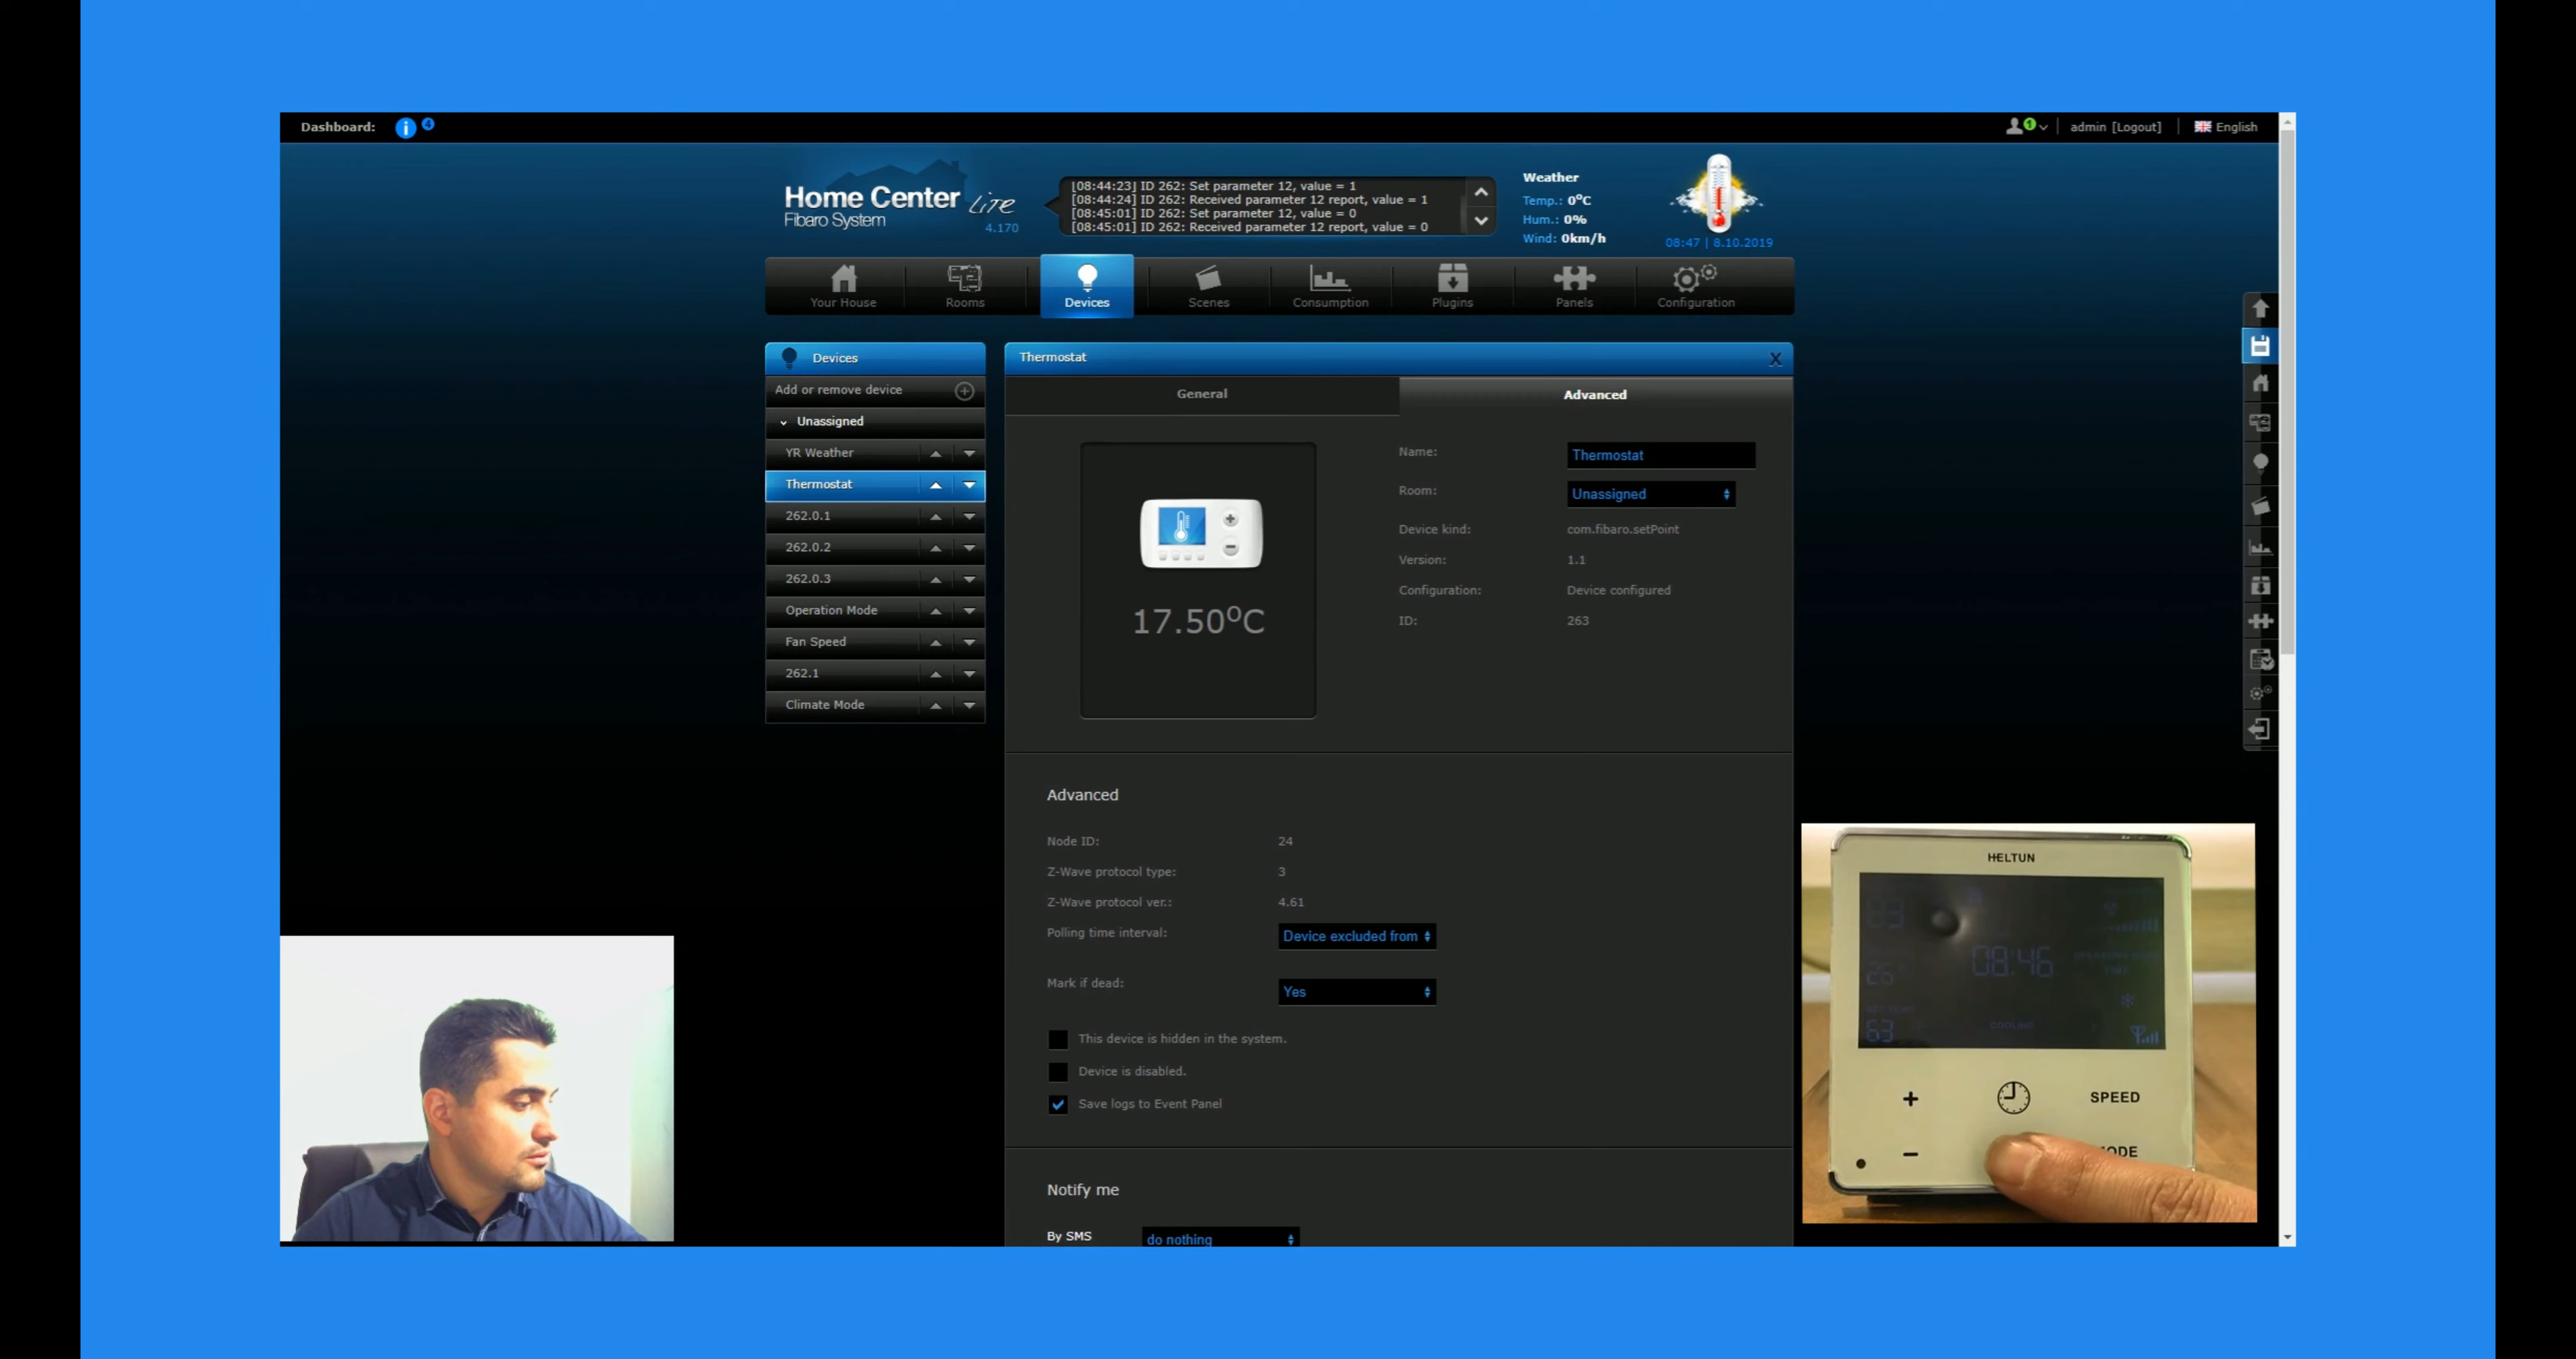 Dashboard: i 4
1 admin [Logout] English
Home Center Lite
Fibaro System
4.170
[08:44:23] ID 262: Set parameter 12, value = 1
[08:44:24] ID 262: Received parameter 12 report, value = 1
[08:45:01] ID 262: Set parameter 12, value = 0
[08:45:01] ID 262: Received parameter 12 report, value = 0
Weather
Temp.: 0°C
Hum.: 0%
Wind: 0km/h
08:47 | 8.10.2019
Your House Rooms Devices Scenes Consumption Plugins Panels Configuration
Devices
Add or remove device
Unassigned
YR Weather
Thermostat
262.0.1
262.0.2
262.0.3
Operation Mode
Fan Speed
262.1
Climate Mode
Thermostat X
General Advanced
17.50°C
Name: Thermostat
Room: Unassigned
Device kind: com.fibaro.setPoint
Version: 1.1
Configuration: Device configured
ID: 263
Advanced
Node ID: 24
Z-Wave protocol type: 3
Z-Wave protocol ver.: 4.61
Polling time interval: Device excluded from
Mark if dead: Yes
This device is hidden in the system.
Device is disabled.
Save logs to Event Panel
Notify me
By SMS do nothing
HELTUN
08:46
26
63
COOLING
+ SPEED
-